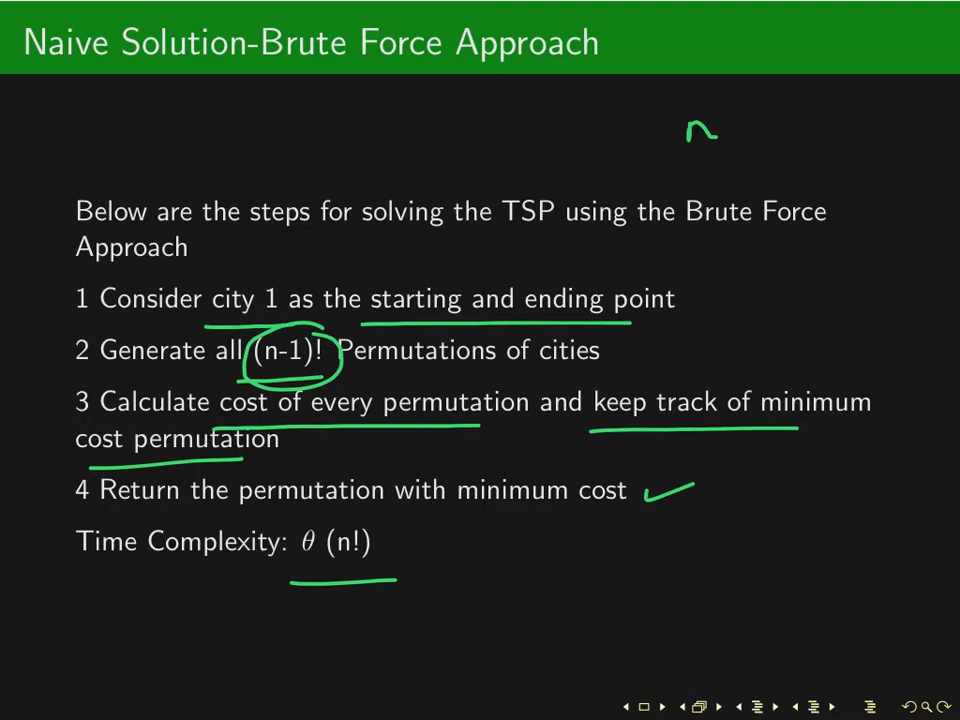 Naive Solution-Brute Force Approach
n
Below are the steps for solving the TSP using the Brute Force
Approach
1 Consider city 1 as the starting and ending point
2 Generate all (n-1)! Permutations of cities
3 Calculate cost of every permutation and keep track of minimum
cost permutation
4 Return the permutation with minimum cost
Time Complexity: θ (n!)